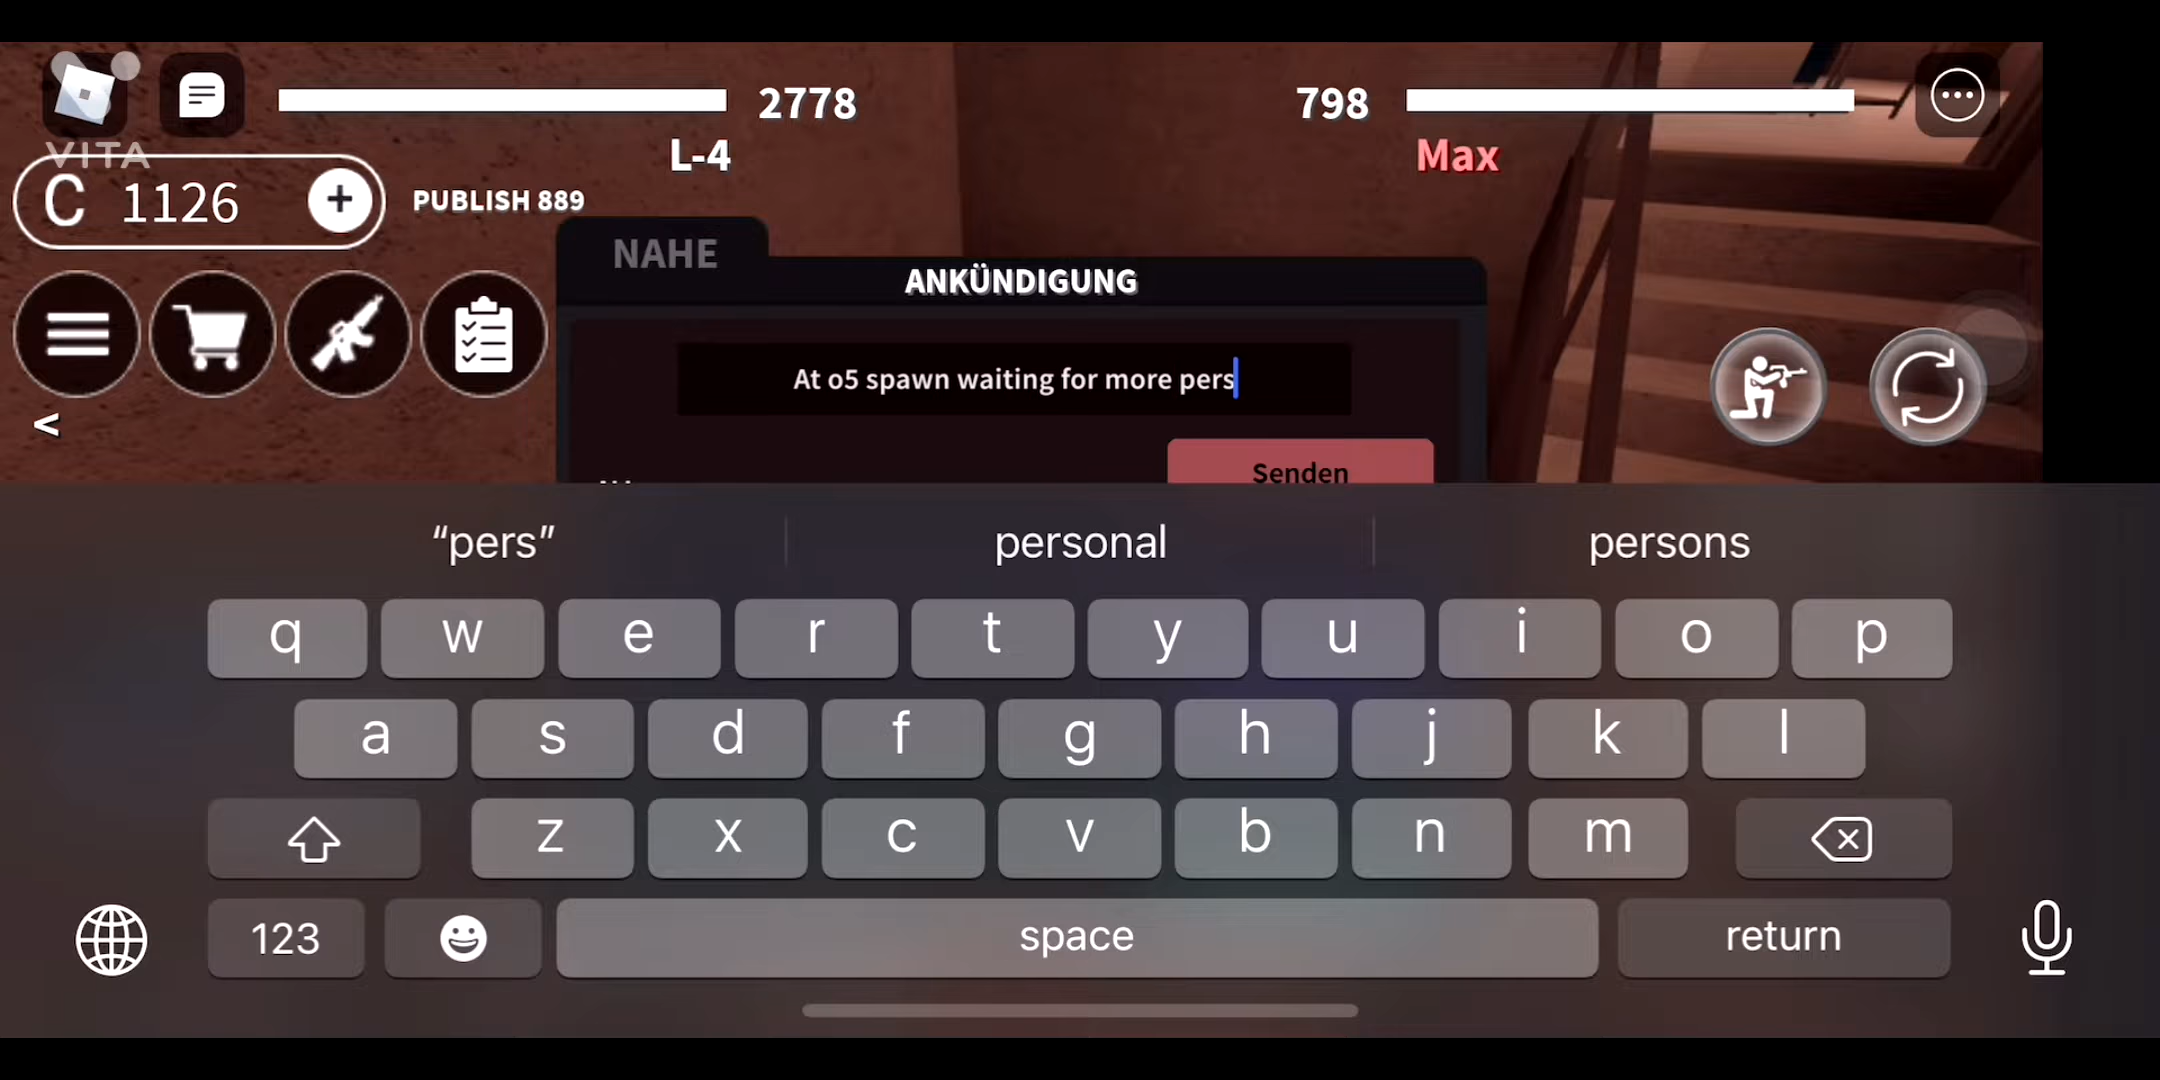 2778
798
L-4
Max
VITA
C 1126 +
PUBLISH 889
NAHE
ANKÜNDIGUNG
At o5 spawn waiting for more pers
<
Senden
“pers” personal persons
q w e r t y u i o p
a s d f g h j k l
z x c v b n m
123 space return